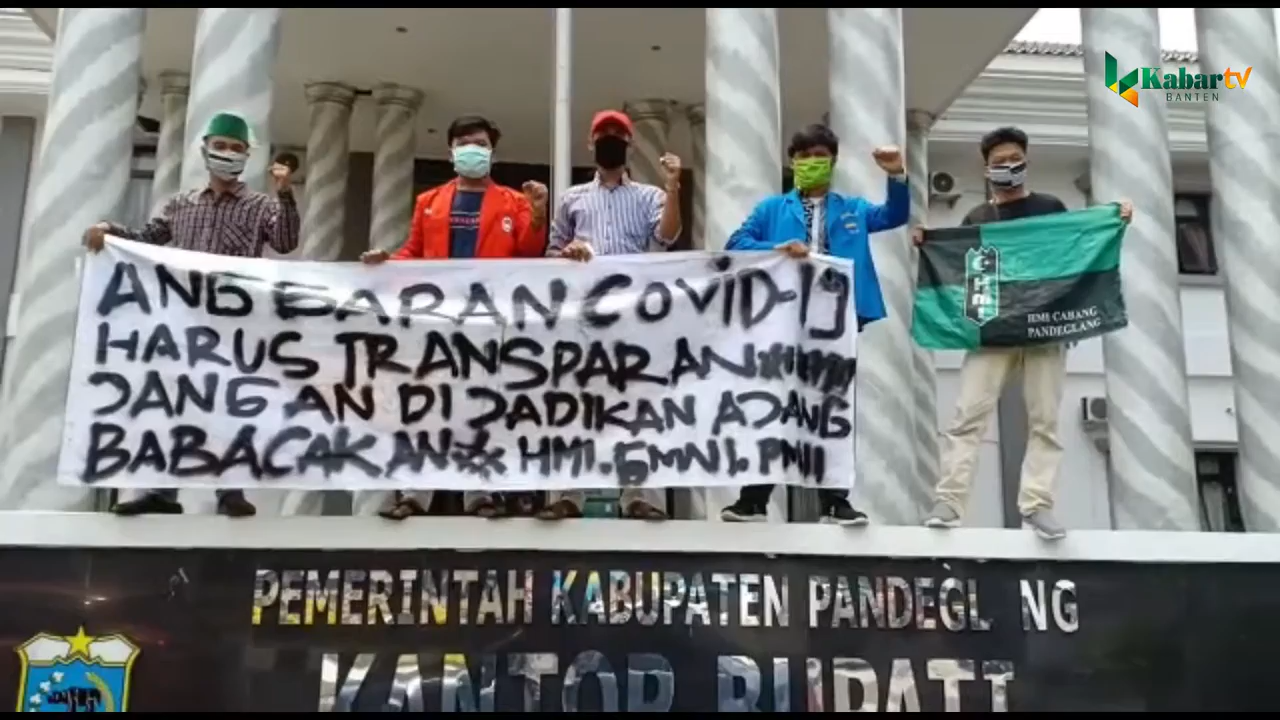 Kabar tv
BANTEN
ANGGARAN COVID-19
HARUS TRANSPARAN
JANGAN DIJADIKAN AJANG
BABACAKAN HMI. GMNI. PMII
HMI CABANG
PANDEGLANG
PEMERINTAH KABUPATEN PANDEGL NG
KANTOR BUPATI